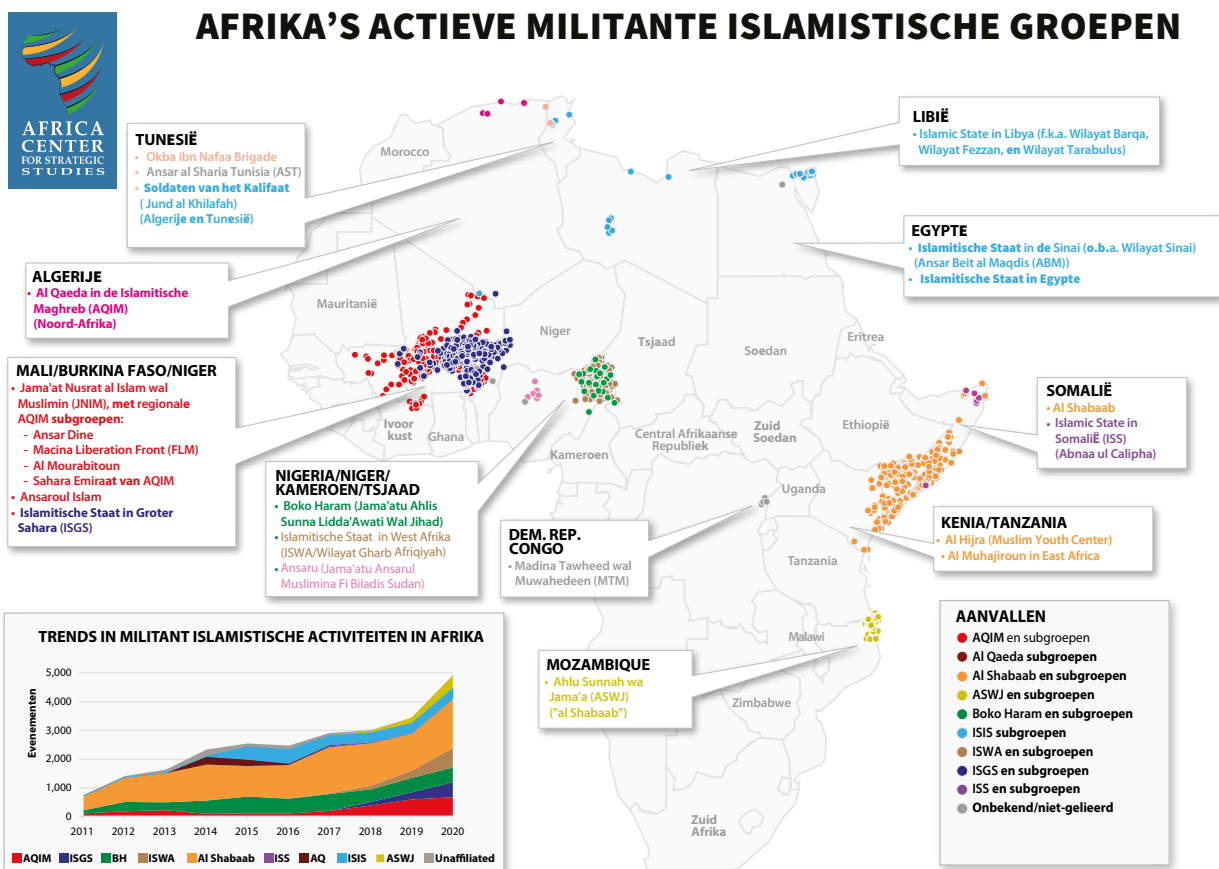 AFRIKA'S ACTIEVE MILITANTE ISLAMISTISCHE GROEPEN
AFRICA
CENTER
FOR STRATEGIC
STUDIES
TUNESIË
• Okba ibn Nafaa Brigade
• Ansar al Sharia Tunisia (AST)
• Soldaten van het Kalifaat
( Jund al Khilafah)
(Algerije en Tunesië)
LIBIË
• Islamic State in Libya (f.k.a. Wilayat Barqa,
Wilayat Fezzan, en Wilayat Tarabulus)
EGYPTE
• Islamitische Staat in de Sinai (o.b.a. Wilayat Sinai)
(Ansar Beit al Maqdis (ABM))
• Islamitische Staat in Egypte
ALGERIJE
• Al Qaeda in de Islamitische
Maghreb (AQIM)
(Noord-Afrika)
MALI/BURKINA FASO/NIGER
• Jama'at Nusrat al Islam wal
Muslimin (JNIM), met regionale
AQIM subgroepen:
- Ansar Dine
- Macina Liberation Front (FLM)
- Al Mourabitoun
- Sahara Emiraat van AQIM
• Ansaroul Islam
• Islamitische Staat in Groter
Sahara (ISGS)
NIGERIA/NIGER/
KAMEROEN/TSJAAD
• Boko Haram (Jama'atu Ahlis
Sunna Lidda'Awati Wal Jihad)
• Islamitische Staat in West Afrika
(ISWA/Wilayat Gharb Afriqiyah)
• Ansaru (Jama'atu Ansarul
Muslimina Fi Biladis Sudan)
SOMALIË
• Al Shabaab
• Islamic State in
SomaliË (ISS)
(Abnaa ul Calipha)
KENIA/TANZANIA
• Al Hijra (Muslim Youth Center)
• Al Muhajiroun in East Africa
DEM. REP.
CONGO
• Madina Tawheed wal
Muwahedeen (MTM)
MOZAMBIQUE
• Ahlu Sunnah wa
Jama'a (ASWJ)
("al Shabaab")
Morocco
Mauritanië
Niger
Tsjaad
Soedan
Eritrea
Ivoor
kust
Ghana
Kameroen
Central Afrikaanse
Republiek
Zuid
Soedan
Ethiopië
Uganda
Tanzania
Malawi
Zimbabwe
Zuid
Afrika
AANVALLEN
AQIM en subgroepen
Al Qaeda subgroepen
Al Shabaab en subgroepen
ASWJ en subgroepen
Boko Haram en subgroepen
ISIS subgroepen
ISWA en subgroepen
ISGS en subgroepen
ISS en subgroepen
Onbekend/niet-gelieerd
TRENDS IN MILITANT ISLAMISTISCHE ACTIVITEITEN IN AFRIKA
Evenementen
5,000
4,000
3,000
2,000
1,000
0
2011 2012 2013 2014 2015 2016 2017 2018 2019 2020
AQIM ISGS BH ISWA Al Shabaab ISS AQ ISIS ASWJ Unaffiliated